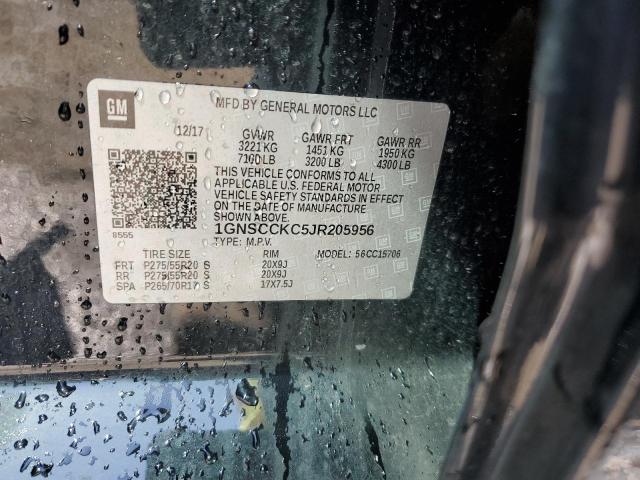 GM
MFD BY GENERAL MOTORS LLC
12/17 GVWR GAWR FRT GAWR RR
3221 KG 1451 KG 1950 KG
7100 LB 3200 LB 4300 LB
THIS VEHICLE CONFORMS TO ALL
APPLICABLE U.S. FEDERAL MOTOR
VEHICLE SAFETY STANDARDS IN EFFECT
ON THE DATE OF MANUFACTURE
SHOWN ABOVE.
8555 1GNSCCKC5JR205956
TYPE: M.P.V. MODEL: 56CC15706
TIRE SIZE RIM
FRT P275/55R20 S 20X9J
RR P275/55R20 S 20X9J
SPA P265/70R17 S 17X7.5J